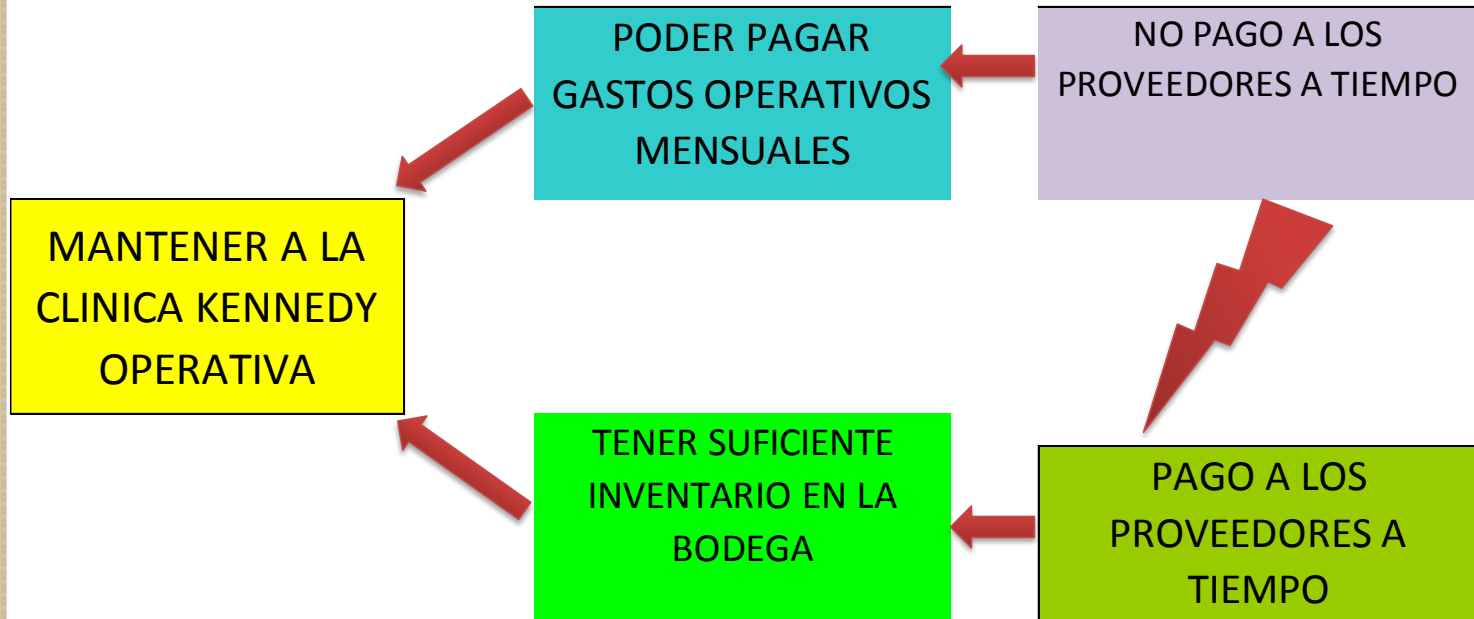 PODER PAGAR
GASTOS OPERATIVOS
MENSUALES
NO PAGO A LOS
PROVEEDORES A TIEMPO
MANTENER A LA
CLINICA KENNEDY
OPERATIVA
TENER SUFICIENTE
INVENTARIO EN LA
BODEGA
PAGO A LOS
PROVEEDORES A
TIEMPO